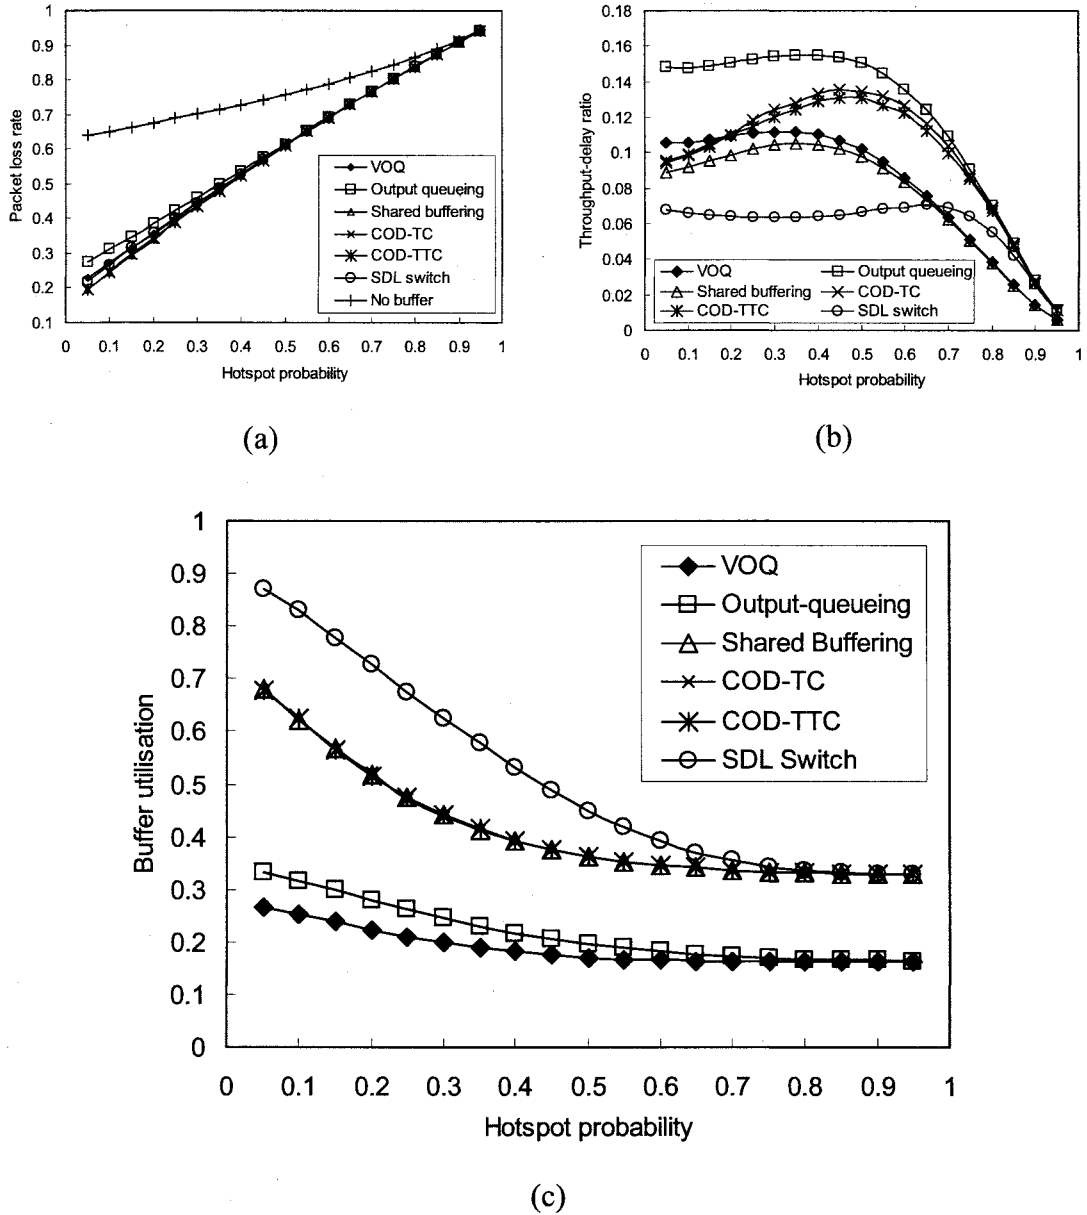 1
0.9
0.8
0.7
0.6
0.5
0.4
0.3
0.2
0.1
Packet loss rate
0 0.1 0.2 0.3 0.4 0.5 0.6 0.7 0.8 0.9 1
Hotspot probability
VOQ
Output queueing
Shared buffering
COD-TC
COD-TTC
SDL switch
No buffer
(a)
0.18
0.16
0.14
0.12
0.1
0.08
0.06
0.04
0.02
0
Throughput-delay ratio
VOQ Output queueing
Shared buffering COD-TC
COD-TTC SDL switch
0 0.1 0.2 0.3 0.4 0.5 0.6 0.7 0.8 0.9 1
Hotspot probability
(b)
1
0.9
0.8
0.7
0.6
0.5
0.4
0.3
0.2
0.1
0
Buffer utilisation
VOQ
Output-queueing
Shared Buffering
COD-TC
COD-TTC
SDL Switch
0 0.1 0.2 0.3 0.4 0.5 0.6 0.7 0.8 0.9 1
Hotspot probability
(c)